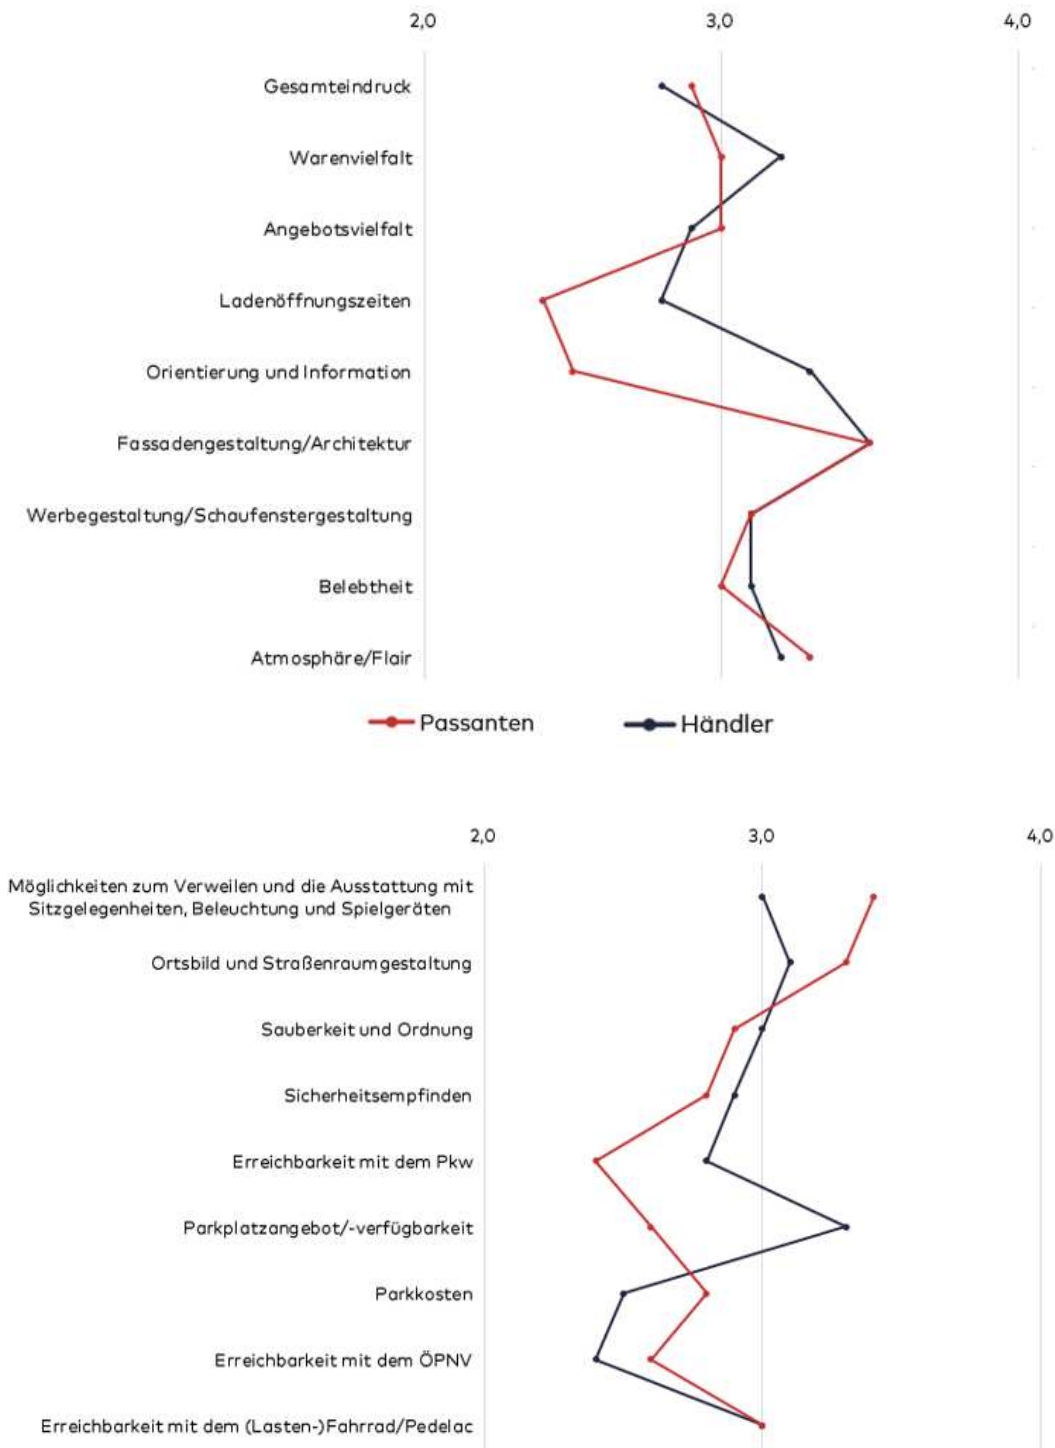 2,0 3,0 4,0
Gesamteindruck
Warenvielfalt
Angebotsvielfalt
Ladenöffnungszeiten
Orientierung und Information
Fassadengestaltung/Architektur
Werbegestaltung/Schaufenstergestaltung
Belebtheit
Atmosphäre/Flair
Passanten Händler
2,0 3,0 4,0
Möglichkeiten zum Verweilen und die Ausstattung mit
Sitzgelegenheiten, Beleuchtung und Spielgeräten
Ortsbild und Straßenraumgestaltung
Sauberkeit und Ordnung
Sicherheitsempfinden
Erreichbarkeit mit dem Pkw
Parkplatzangebot/-verfügbarkeit
Parkkosten
Erreichbarkeit mit dem ÖPNV
Erreichbarkeit mit dem (Lasten-)Fahrrad/Pedelac